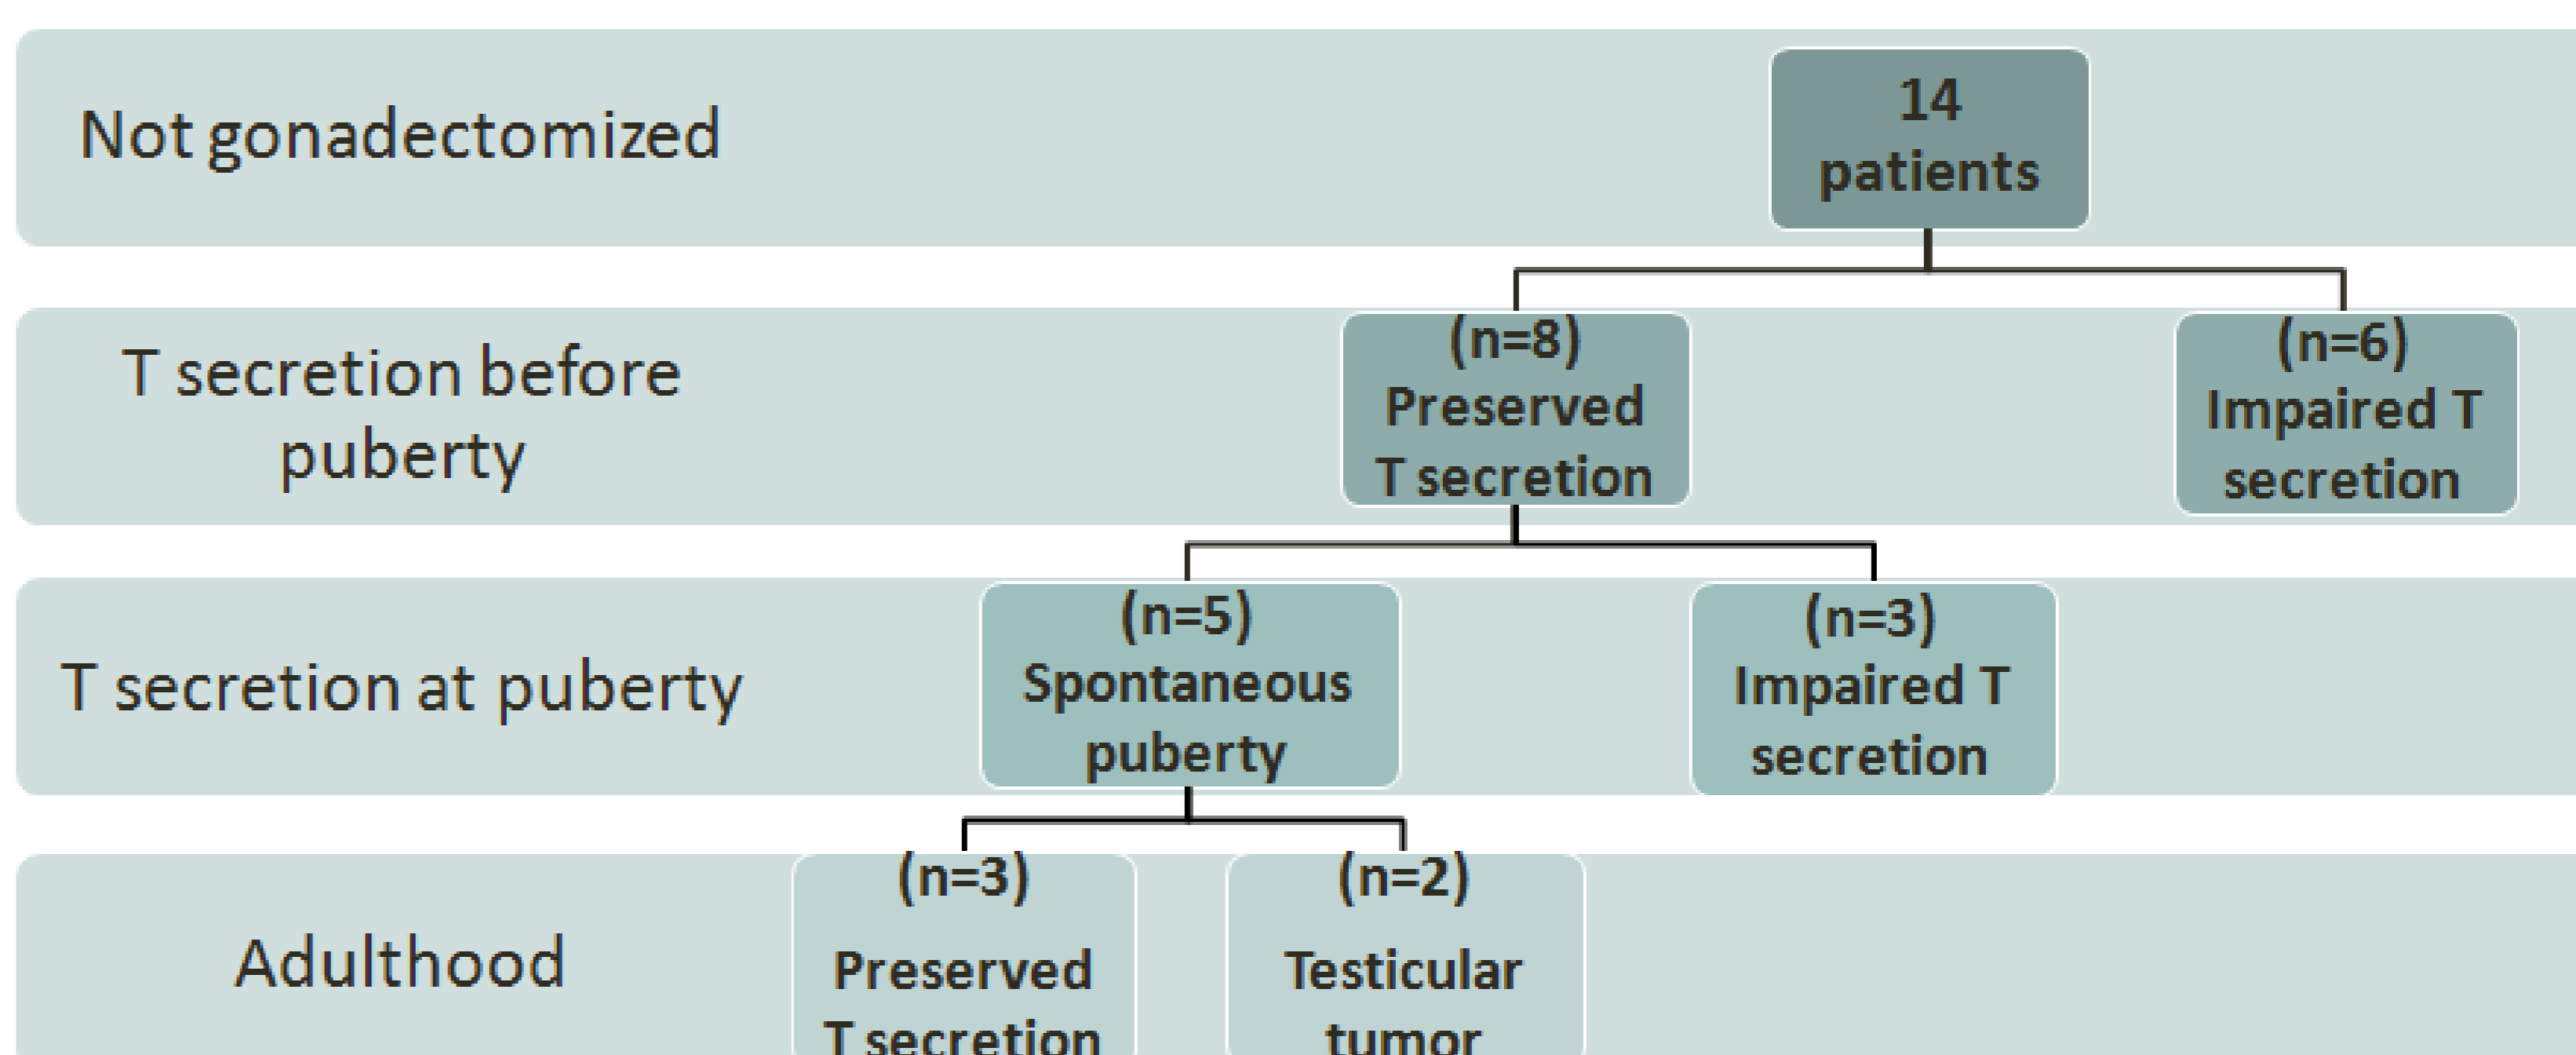 Not gonadectomized
14
patients
T secretion before
puberty
(n=8)
Preserved
T secretion
(n=6)
Impaired T
secretion
T secretion at puberty
(n=5)
Spontaneous
puberty
(n=3)
Impaired T
secretion
Adulthood
(n=3)
Preserved
T secretion
(n=2)
Testicular
tumor